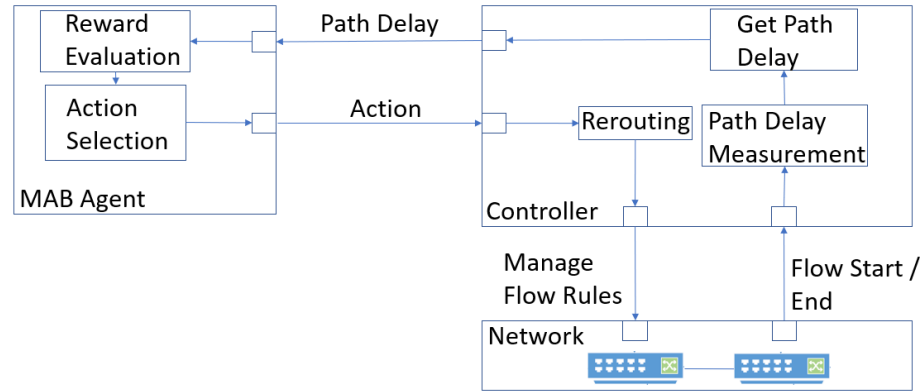 Reward
Evaluation
Action
Selection
MAB Agent
Path Delay
Action
Get Path
Delay
Rerouting
Path Delay
Measurement
Controller
Manage
Flow Rules
Flow Start /
End
Network